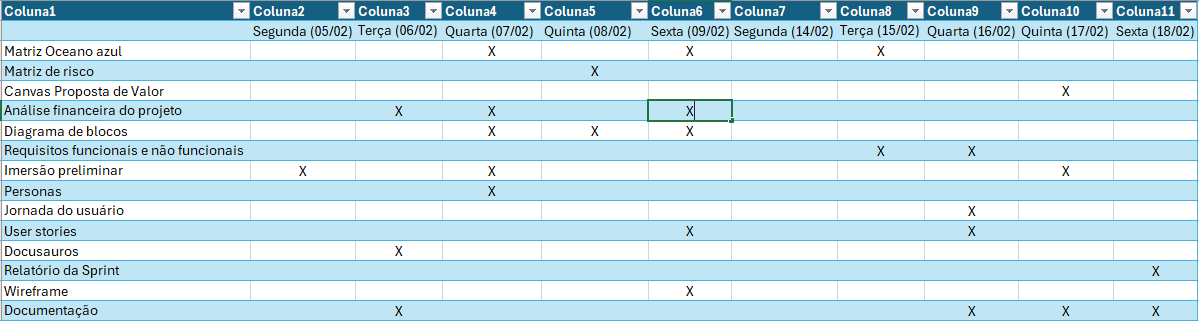 Coluna1 Coluna2 Coluna3 Coluna4 Coluna5 Coluna6 Coluna7 Coluna8 Coluna9 Coluna10 Coluna11
Segunda (05/02) Terça (06/02) Quarta (07/02) Quinta (08/02) Sexta (09/02) Segunda (14/02) Terça (15/02) Quarta (16/02) Quinta (17/02) Sexta (18/02)
Matriz Oceano azul X X X
Matriz de risco X
Canvas Proposta de Valor X
Análise financeira do projeto X X X
Diagrama de blocos X X X
Requisitos funcionais e não funcionais X X
Imersão preliminar X X X
Personas X
Jornada do usuário X
User stories X X
Docusauros X
Relatório da Sprint X
Wireframe X
Documentação X X X X